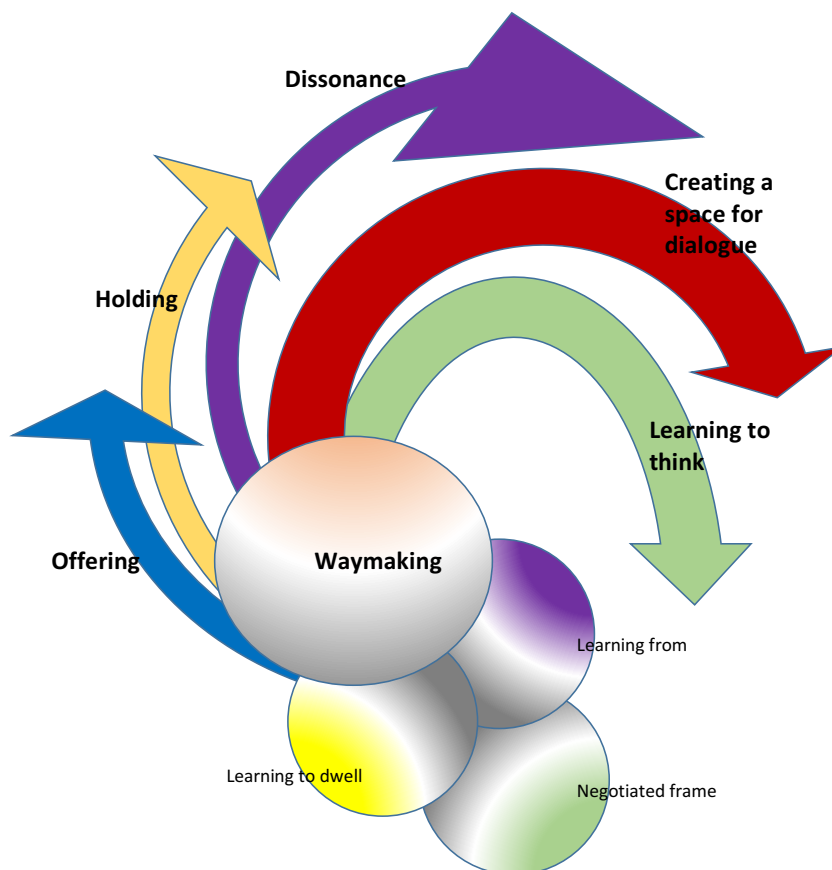 Dissonance
Creating a
space for
dialogue
Holding
Learning to
think
Offering
Waymaking
Learning from
Learning to dwell
Negotiated frame